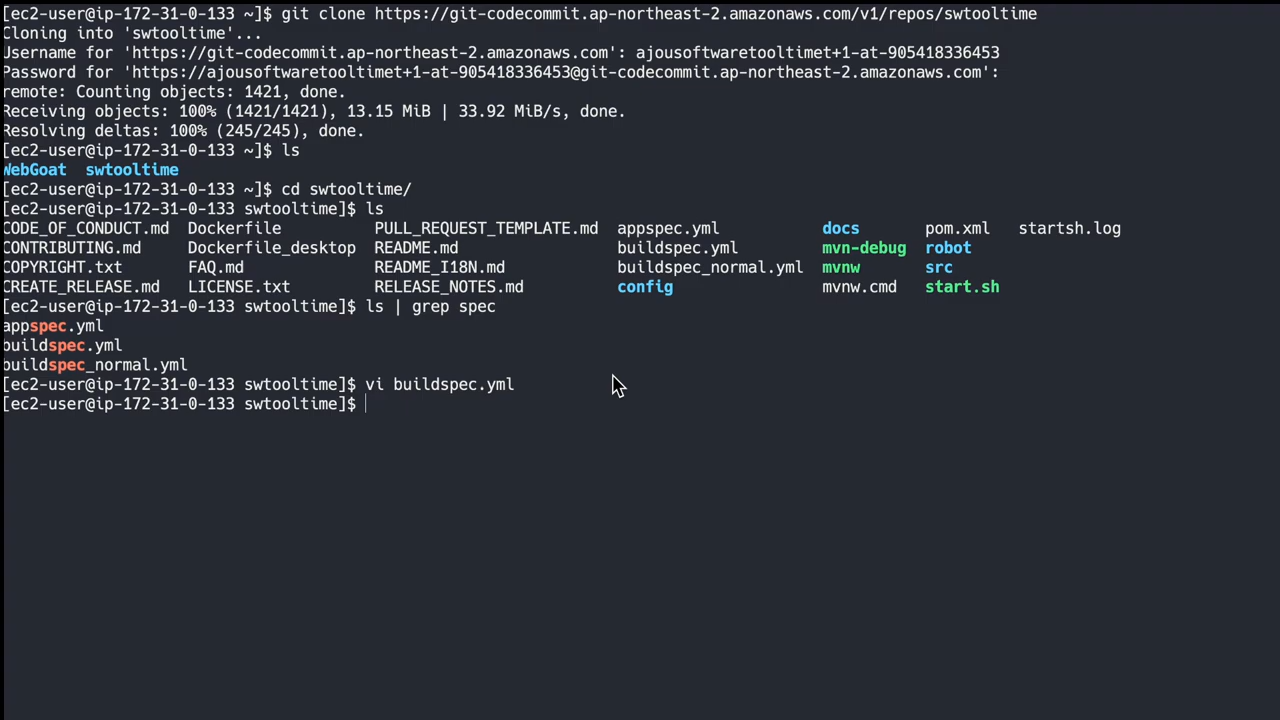 [ec2-user@ip-172-31-0-133 ~]$ git clone https://git-codecommit.ap-northeast-2.amazonaws.com/v1/repos/swtooltime
Cloning into 'swtooltime'...
Username for 'https://git-codecommit.ap-northeast-2.amazonaws.com': ajousoftwaretooltimet+1-at-905418336453
Password for 'https://ajousoftwaretooltimet+1-at-905418336453@git-codecommit.ap-northeast-2.amazonaws.com':
remote: Counting objects: 1421, done.
Receiving objects: 100% (1421/1421), 13.15 MiB | 33.92 MiB/s, done.
Resolving deltas: 100% (245/245), done.
[ec2-user@ip-172-31-0-133 ~]$ ls
WebGoat  swtooltime
[ec2-user@ip-172-31-0-133 ~]$ cd swtooltime/
[ec2-user@ip-172-31-0-133 swtooltime]$ ls
CODE_OF_CONDUCT.md  Dockerfile          PULL_REQUEST_TEMPLATE.md  appspec.yml           docs       pom.xml   startsh.log
CONTRIBUTING.md     Dockerfile_desktop  README.md                 buildspec.yml         mvn-debug  robot
COPYRIGHT.txt       FAQ.md              README_I18N.md            buildspec_normal.yml  mvnw       src
CREATE_RELEASE.md   LICENSE.txt         RELEASE_NOTES.md          config                mvnw.cmd   start.sh
[ec2-user@ip-172-31-0-133 swtooltime]$ ls | grep spec
appspec.yml
buildspec.yml
buildspec_normal.yml
[ec2-user@ip-172-31-0-133 swtooltime]$ vi buildspec.yml
[ec2-user@ip-172-31-0-133 swtooltime]$